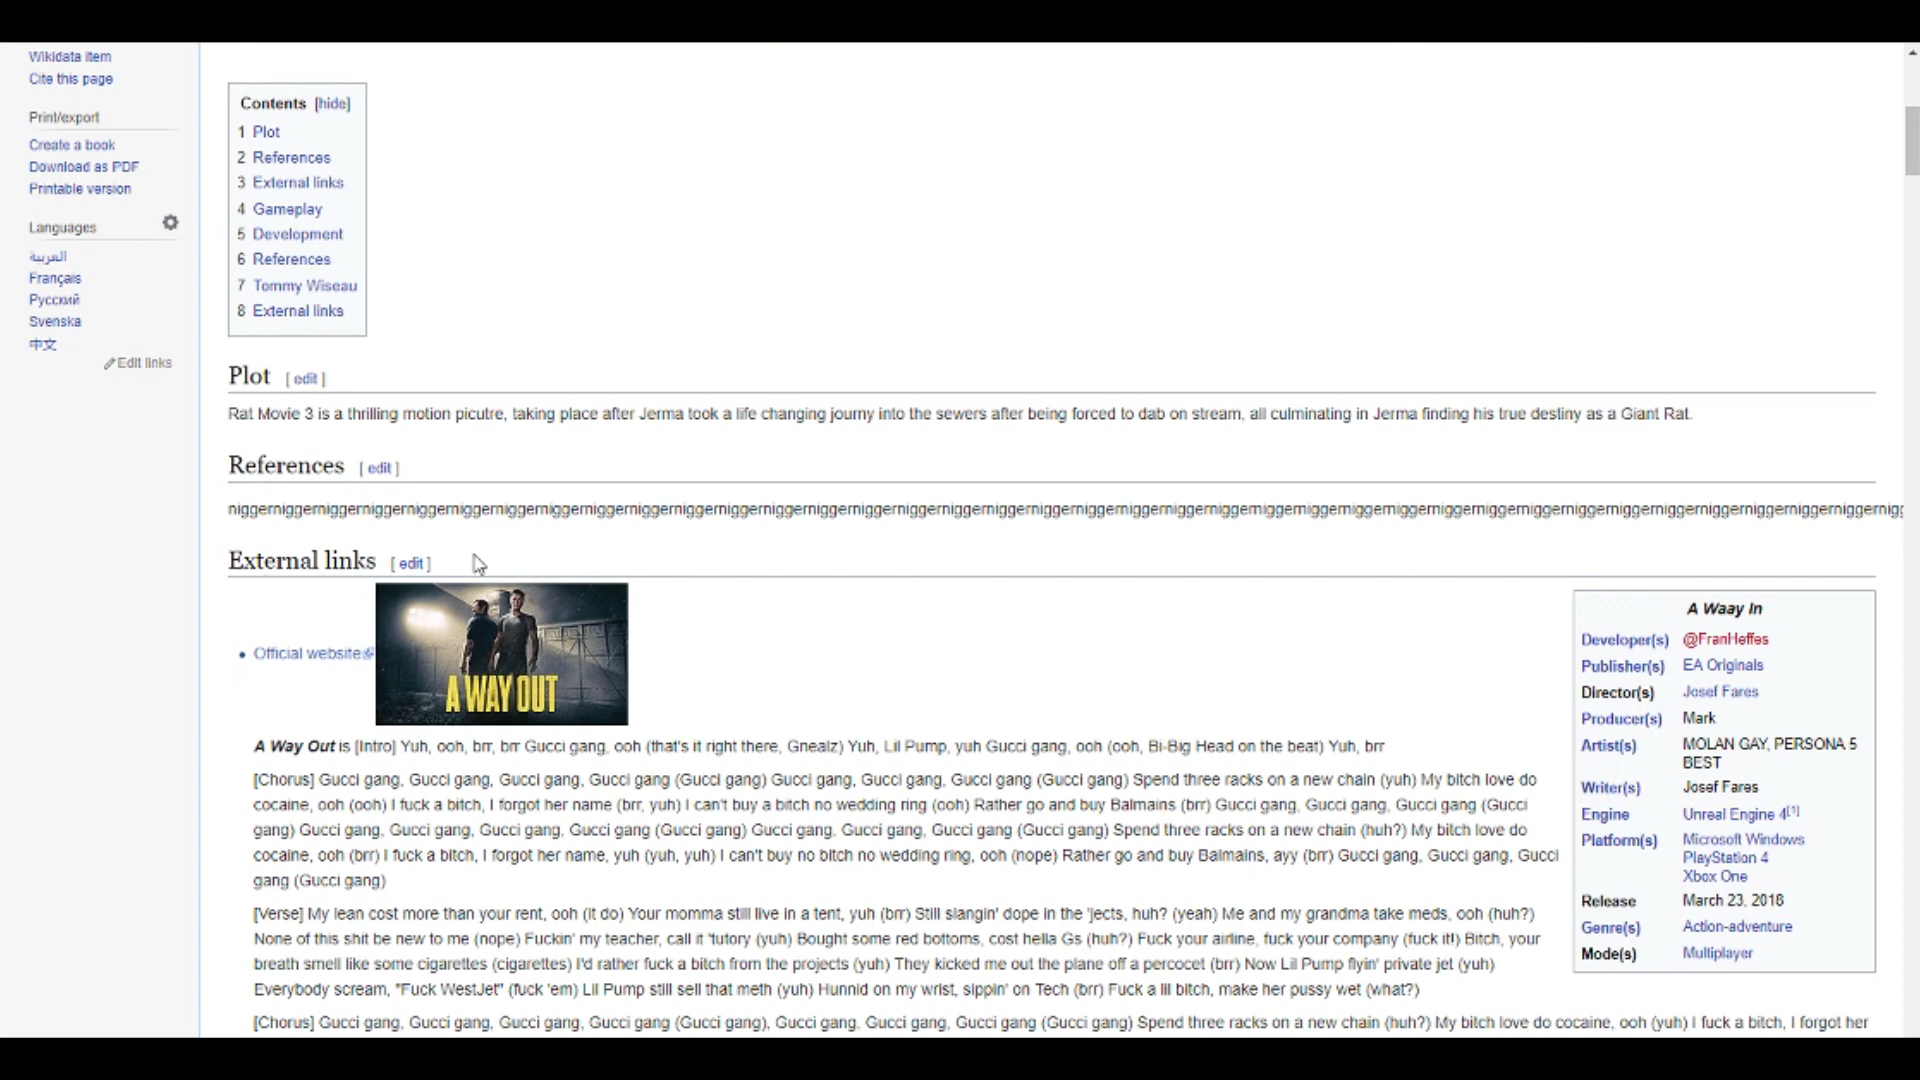 Wikidata item
Cite this page
Print/export
Create a book
Download as PDF
Printable version
Languages
العربية
Français
Русский
Svenska
中文
Edit links
Contents [hide]
1 Plot
2 References
3 External links
4 Gameplay
5 Development
6 References
7 Tommy Wiseau
8 External links
Plot [ edit ]
Rat Movie 3 is a thrilling motion picutre, taking place after Jerma took a life changing journy into the sewers after being forced to dab on stream, all culminating in Jerma finding his true destiny as a Giant Rat.
References [ edit ]
External links [ edit ]
• Official website
A WAY OUT
A Way Out is [Intro] Yuh, ooh, brr, brr Gucci gang, ooh (that's it right there, Gnealz) Yuh, Lil Pump, yuh Gucci gang, ooh (ooh, Bi-Big Head on the beat) Yuh, brr
[Chorus] Gucci gang, Gucci gang, Gucci gang, Gucci gang (Gucci gang) Gucci gang, Gucci gang, Gucci gang (Gucci gang) Spend three racks on a new chain (yuh) My bitch love do
cocaine, ooh (ooh) I fuck a bitch, I forgot her name (brr, yuh) I can't buy a bitch no wedding ring (ooh) Rather go and buy Balmains (brr) Gucci gang, Gucci gang, Gucci gang (Gucci
gang) Gucci gang, Gucci gang, Gucci gang, Gucci gang (Gucci gang) Gucci gang, Gucci gang, Gucci gang (Gucci gang) Spend three racks on a new chain (huh?) My bitch love do
cocaine, ooh (brr) I fuck a bitch, I forgot her name, yuh (yuh, yuh) I can't buy no bitch no wedding ring, ooh (nope) Rather go and buy Balmains, ayy (brr) Gucci gang, Gucci gang, Gucci
gang (Gucci gang)
[Verse] My lean cost more than your rent, ooh (it do) Your momma still live in a tent, yuh (brr) Still slangin' dope in the 'jects, huh? (yeah) Me and my grandma take meds, ooh (huh?)
None of this shit be new to me (nope) Fuckin' my teacher, call it 'tutory (yuh) Bought some red bottoms, cost hella Gs (huh?) Fuck your airline, fuck your company (fuck it!) Bitch, your
breath smell like some cigarettes (cigarettes) I'd rather fuck a bitch from the projects (yuh) They kicked me out the plane off a percocet (brr) Now Lil Pump flyin' private jet (yuh)
Everybody scream, "Fuck WestJet" (fuck 'em) Lil Pump still sell that meth (yuh) Hunnid on my wrist, sippin' on Tech (brr) Fuck a lil bitch, make her pussy wet (what?)
[Chorus] Gucci gang, Gucci gang, Gucci gang, Gucci gang (Gucci gang), Gucci gang, Gucci gang, Gucci gang (Gucci gang) Spend three racks on a new chain (huh?) My bitch love do cocaine, ooh (yuh) I fuck a bitch, I forgot her
A Waay In
Developer(s) @FranHeffes
Publisher(s) EA Originals
Director(s) Josef Fares
Producer(s) Mark
Artist(s) MOLAN GAY, PERSONA 5
BEST
Writer(s) Josef Fares
Engine Unreal Engine 4[1]
Platform(s) Microsoft Windows
PlayStation 4
Xbox One
Release March 23, 2018
Genre(s) Action-adventure
Mode(s) Multiplayer